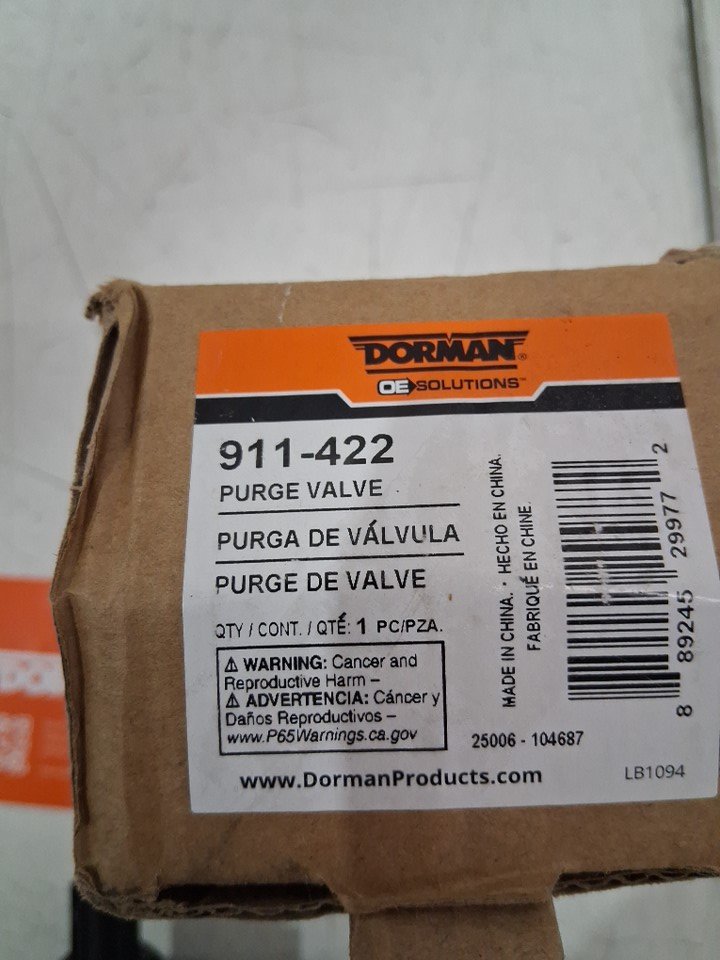 DORMAN®
OE SOLUTIONS™
911-422
PURGE VALVE
PURGA DE VÁLVULA
PURGE DE VALVE
QTY / CONT. / QTÉ: 1 PC/PZA.
⚠ WARNING: Cancer and
Reproductive Harm –
⚠ ADVERTENCIA: Cáncer y
Daños Reproductivos –
www.P65Warnings.ca.gov
MADE IN CHINA. · HECHO EN CHINA.
FABRIQUÉ EN CHINE.
8 89245 29977 2
25006 - 104687
www.DormanProducts.com
LB1094